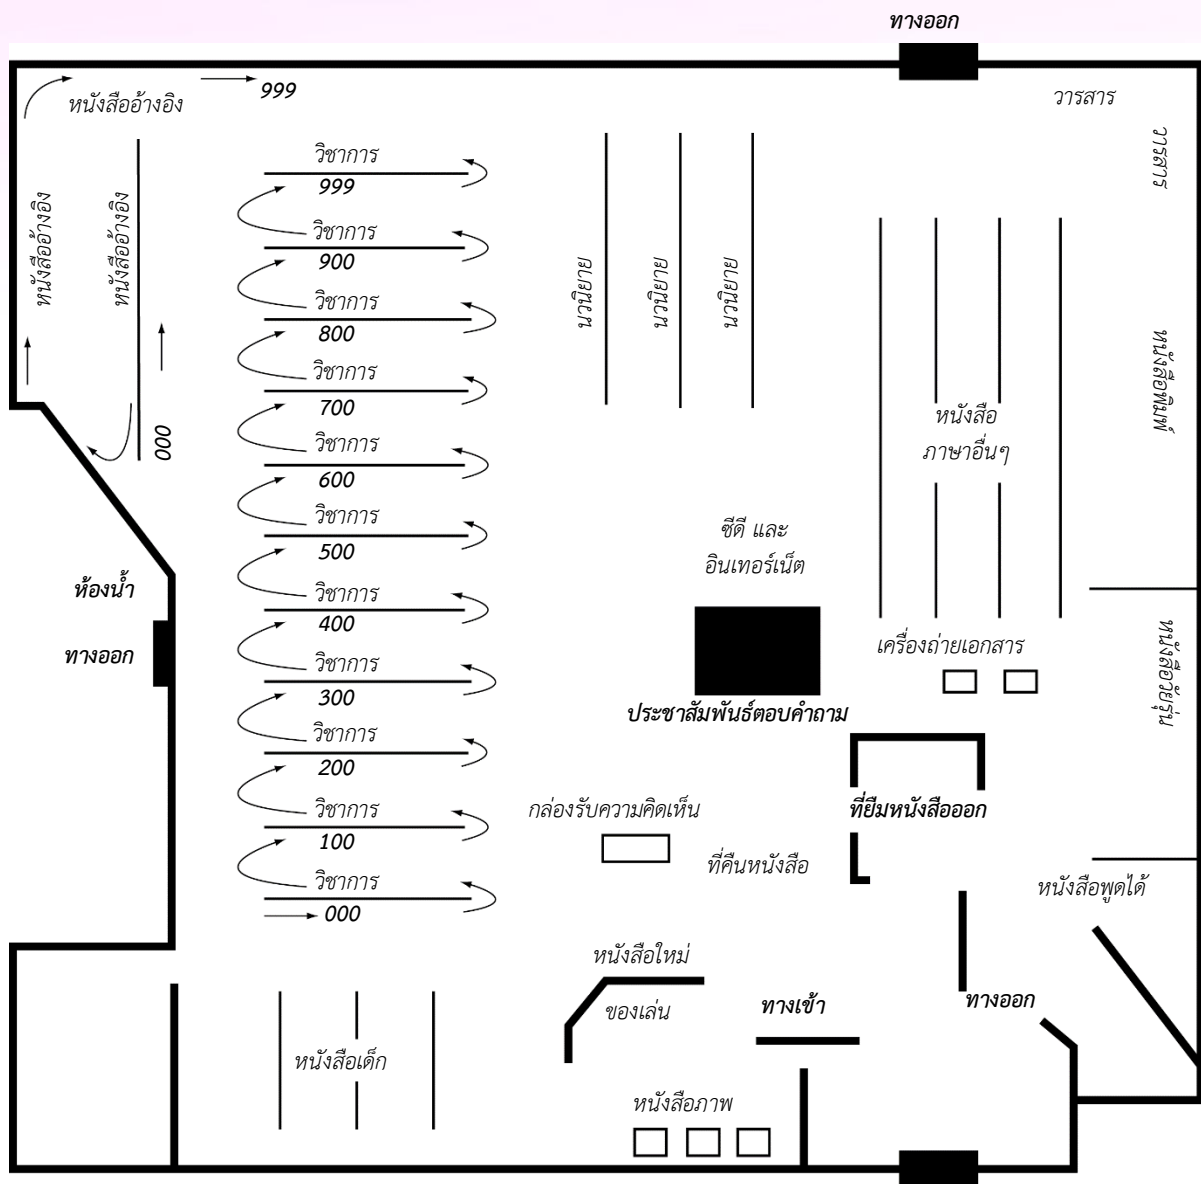 ทางออก
วารสาร
999
หนังสืออ้างอิง
วารสาร
วิชาการ
999
หนังสืออ้างอิง
หนังสืออ้างอิง
วิชาการ
900
นวนิยาย
นวนิยาย
นวนิยาย
วิชาการ
800
หนังสือพิมพ์
วิชาการ
700
หนังสือ
ภาษาอื่นๆ
000
วิชาการ
600
วิชาการ
500
ซีดี และ
อินเทอร์เน็ต
ห้องน้ำ
วิชาการ
400
ทางออก
เครื่องถ่ายเอกสาร
หนังสือวัยรุ่น
วิชาการ
300
ประชาสัมพันธ์ตอบคำถาม
วิชาการ
200
กล่องรับความคิดเห็น
ที่ยืมหนังสือออก
วิชาการ
100
ที่คืนหนังสือ
หนังสือพูดได้
วิชาการ
000
หนังสือใหม่
ของเล่น
ทางเข้า
ทางออก
หนังสือเด็ก
หนังสือภาพ